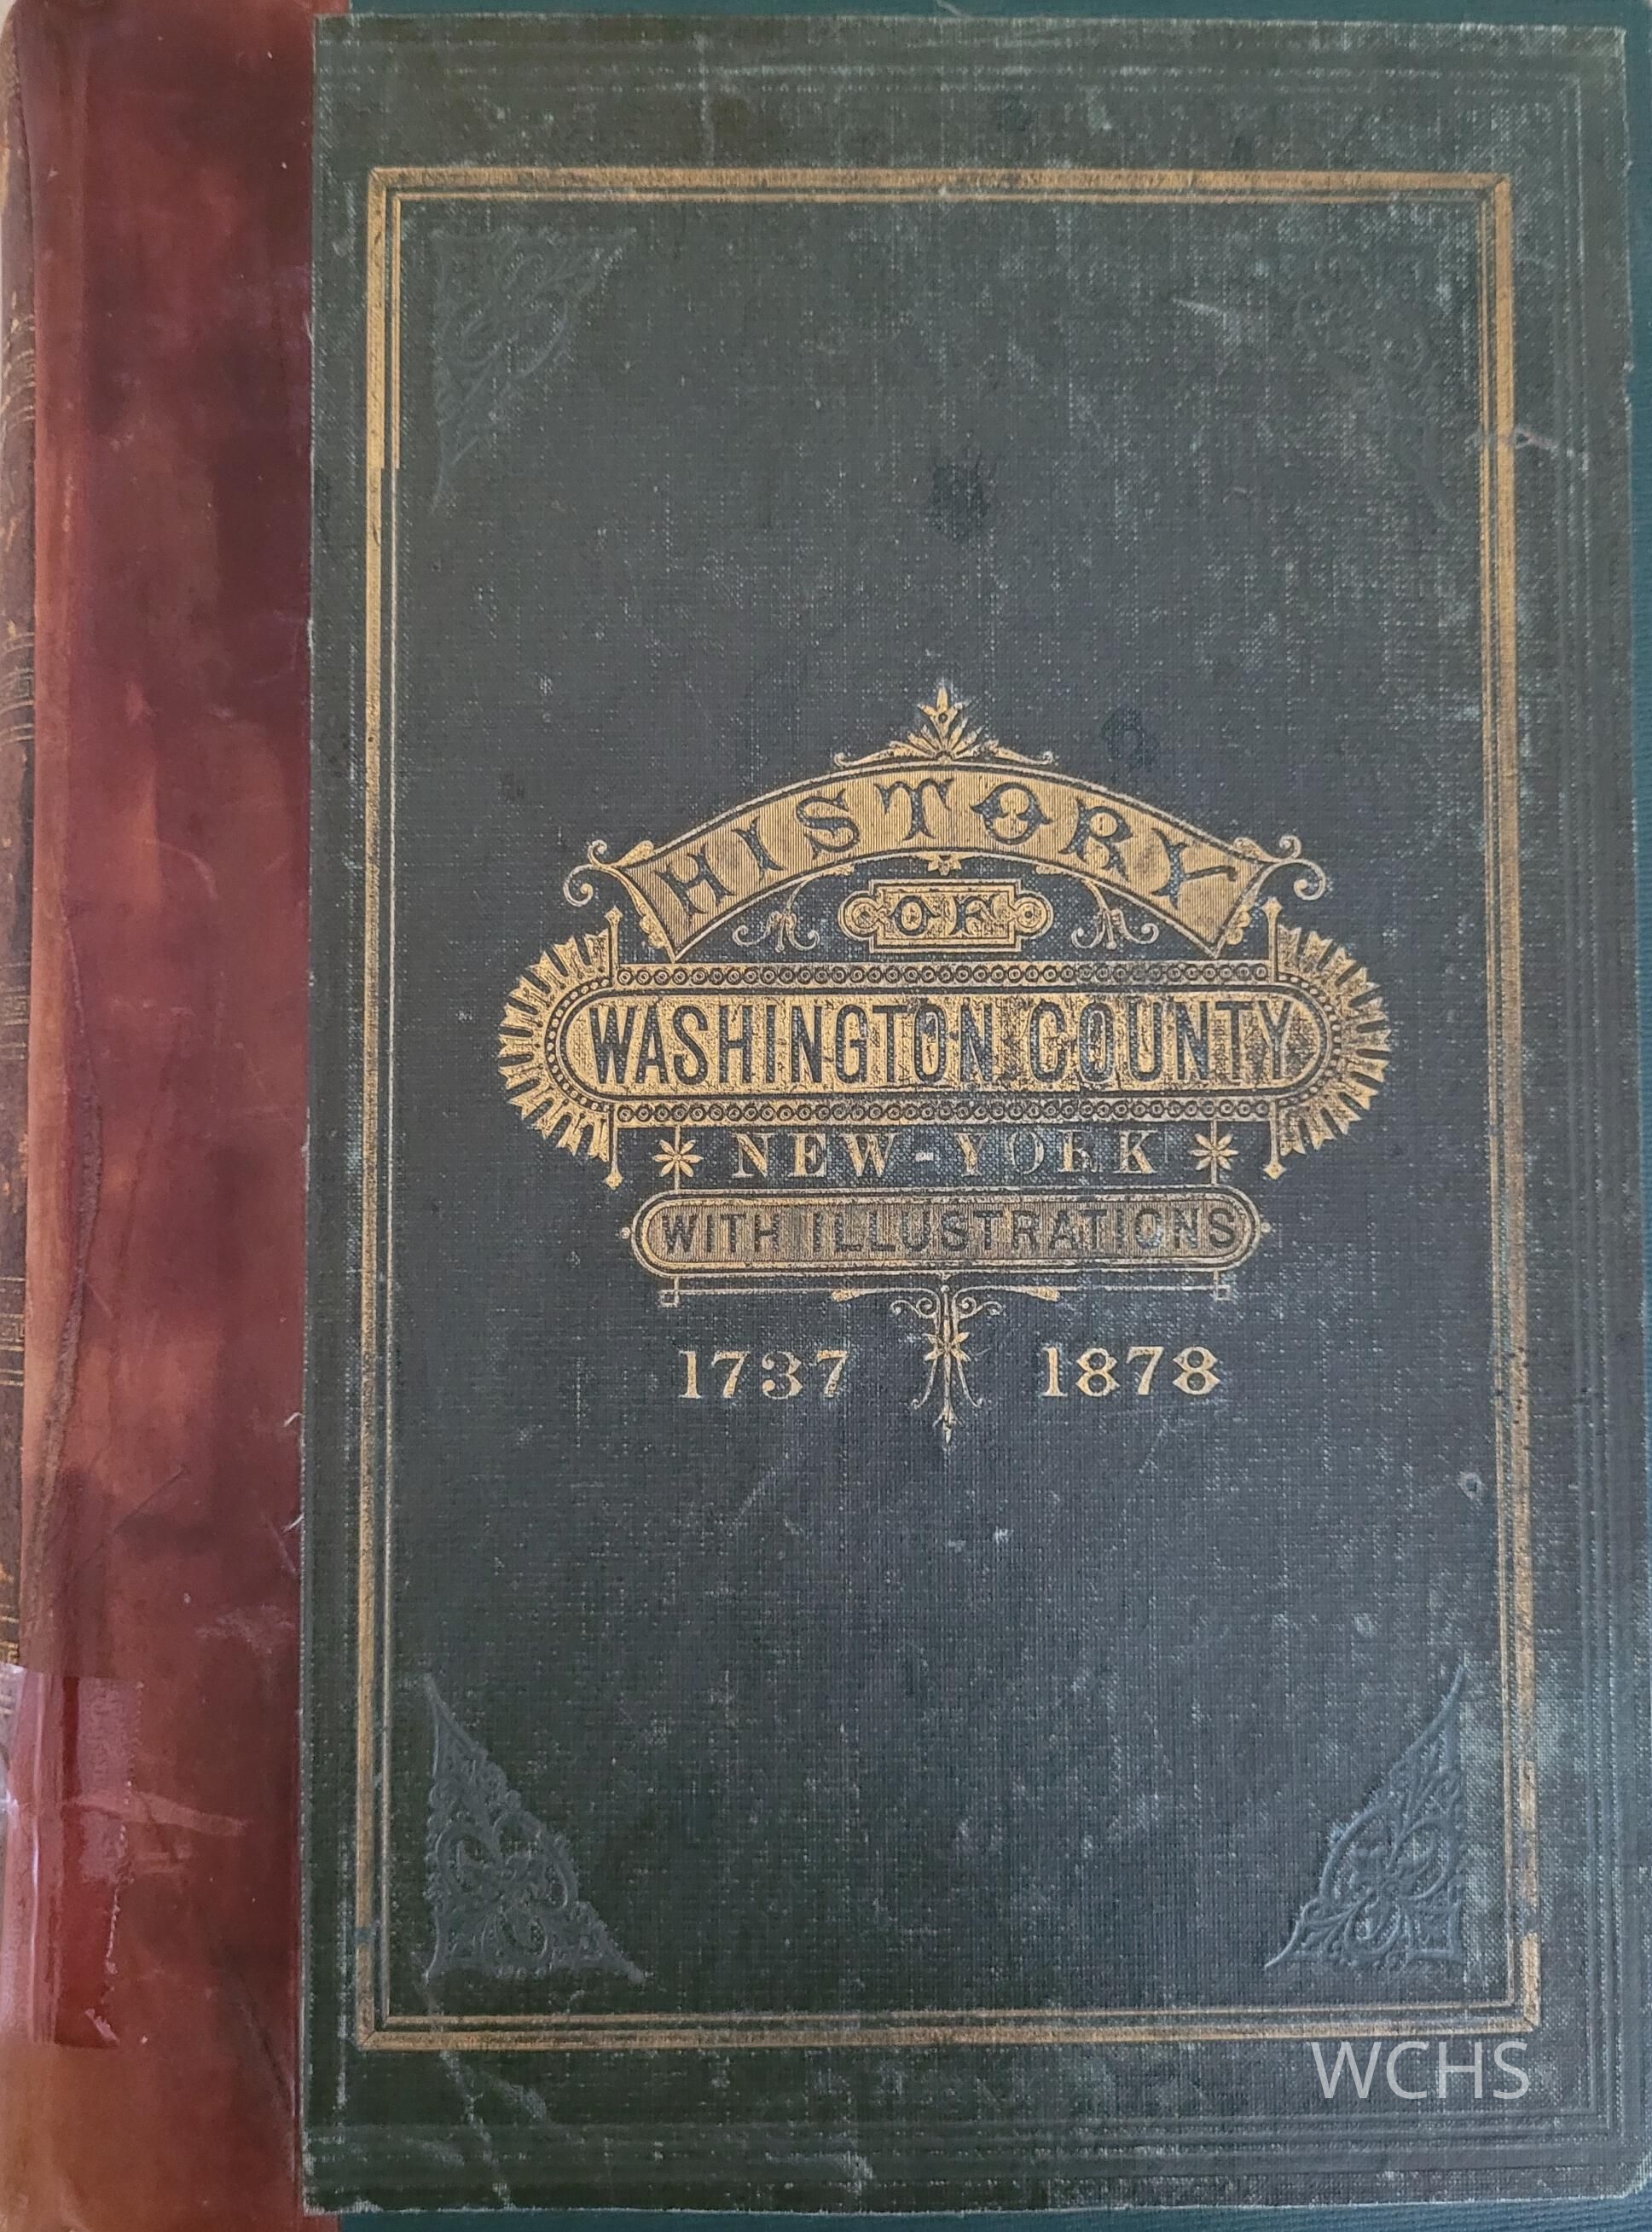 HISTORY
OF
WASHINGTON COUNTY
NEW-YORK
WITH ILLUSTRATIONS
1737 1878
WCHS